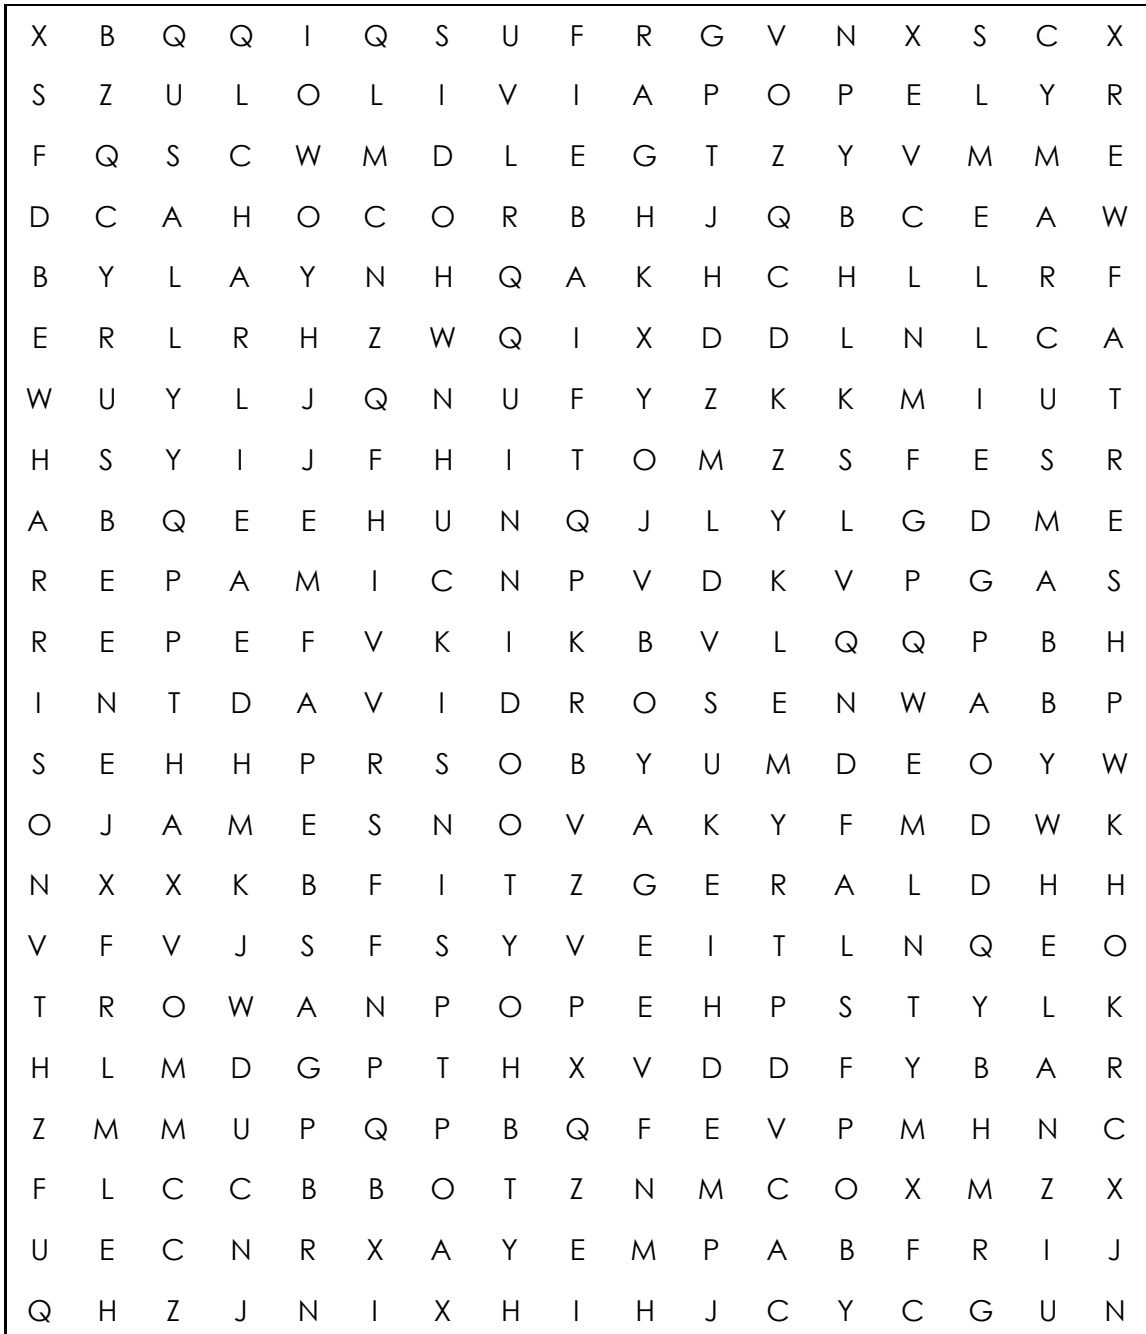 X B Q Q I Q S U F R G V N X S C X
S Z U L O L I V I A P O P E L Y R
F Q S C W M D L E G T Z Y V M M E
D C A H O C O R B H J Q B C E A W
B Y L A Y N H Q A K H C H L L R F
E R L R H Z W Q I X D D L N L C A
W U Y L J Q N U F Y Z K K M I U T
H S Y I J F H I T O M Z S F E S R
A B Q E E H U N Q J L Y L G D M E
R E P A M I C N P V D K V P G A S
R E P E F V K I K B V L Q Q P B H
I N T D A V I D R O S E N W A B P
S E H H P R S O B Y U M D E O Y W
O J A M E S N O V A K Y F M D W K
N X X K B F I T Z G E R A L D H H
V F V J S F S Y V E I T L N Q E O
T R O W A N P O P E H P S T Y L K
H L M D G P T H X V D D F Y B A R
Z M M U P Q P B Q F E V P M H N C
F L C C B B O T Z N M C O X M Z X
U E C N R X A Y E M P A B F R I J
Q H Z J N I X H I H J C Y C G U N